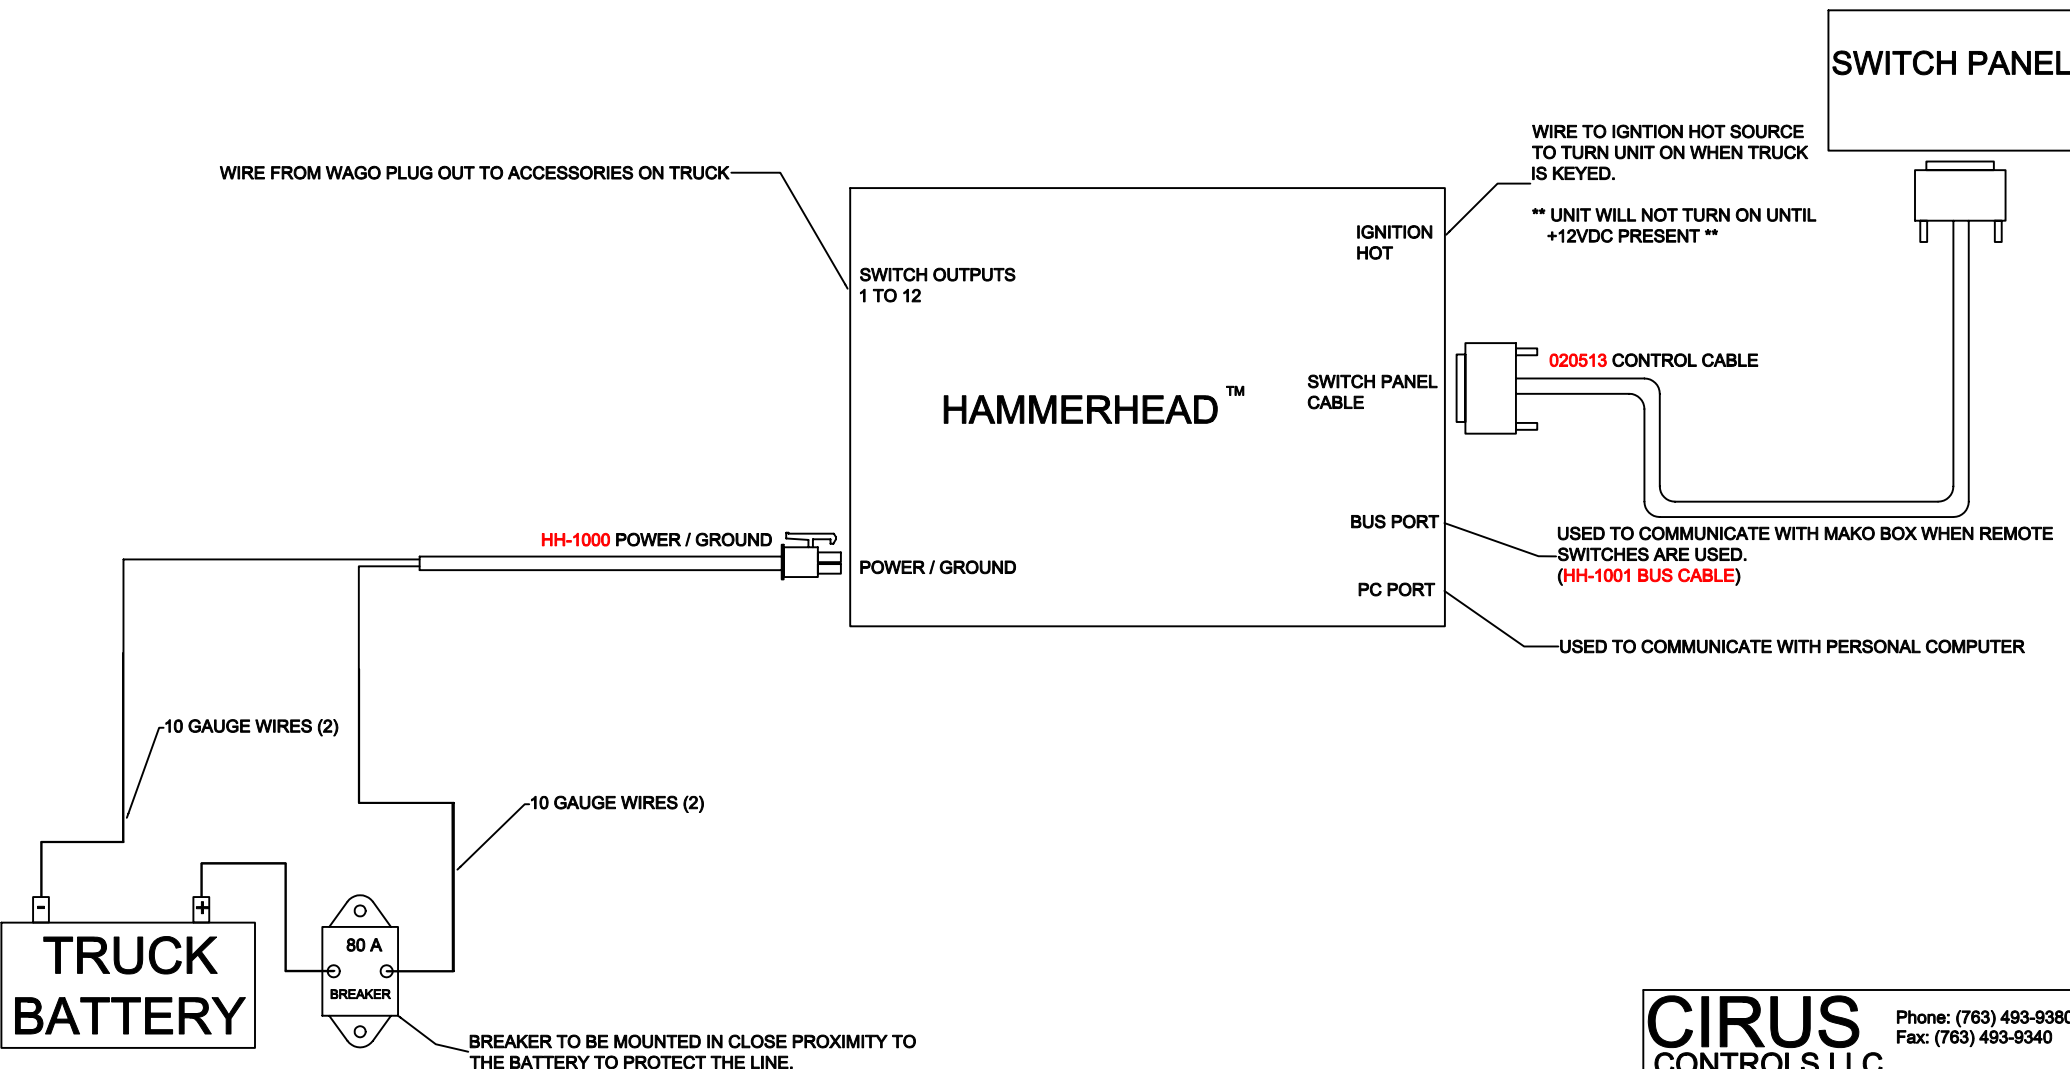 SWITCH PANEL
WIRE TO IGNTION HOT SOURCE
TO TURN UNIT ON WHEN TRUCK
IS KEYED.
** UNIT WILL NOT TURN ON UNTIL
+12VDC PRESENT **
WIRE FROM WAGO PLUG OUT TO ACCESSORIES ON TRUCK
IGNITION
HOT
SWITCH OUTPUTS
1 TO 12
HAMMERHEAD™
SWITCH PANEL
CABLE
020513 CONTROL CABLE
BUS PORT
USED TO COMMUNICATE WITH MAKO BOX WHEN REMOTE
SWITCHES ARE USED.
(HH-1001 BUS CABLE)
HH-1000 POWER / GROUND
POWER / GROUND
PC PORT
USED TO COMMUNICATE WITH PERSONAL COMPUTER
10 GAUGE WIRES (2)
10 GAUGE WIRES (2)
-
+
TRUCK
BATTERY
80 A
BREAKER
BREAKER TO BE MOUNTED IN CLOSE PROXIMITY TO
THE BATTERY TO PROTECT THE LINE.
CIRUS
CONTROLS LLC
Phone: (763) 493-9380
Fax: (763) 493-9340